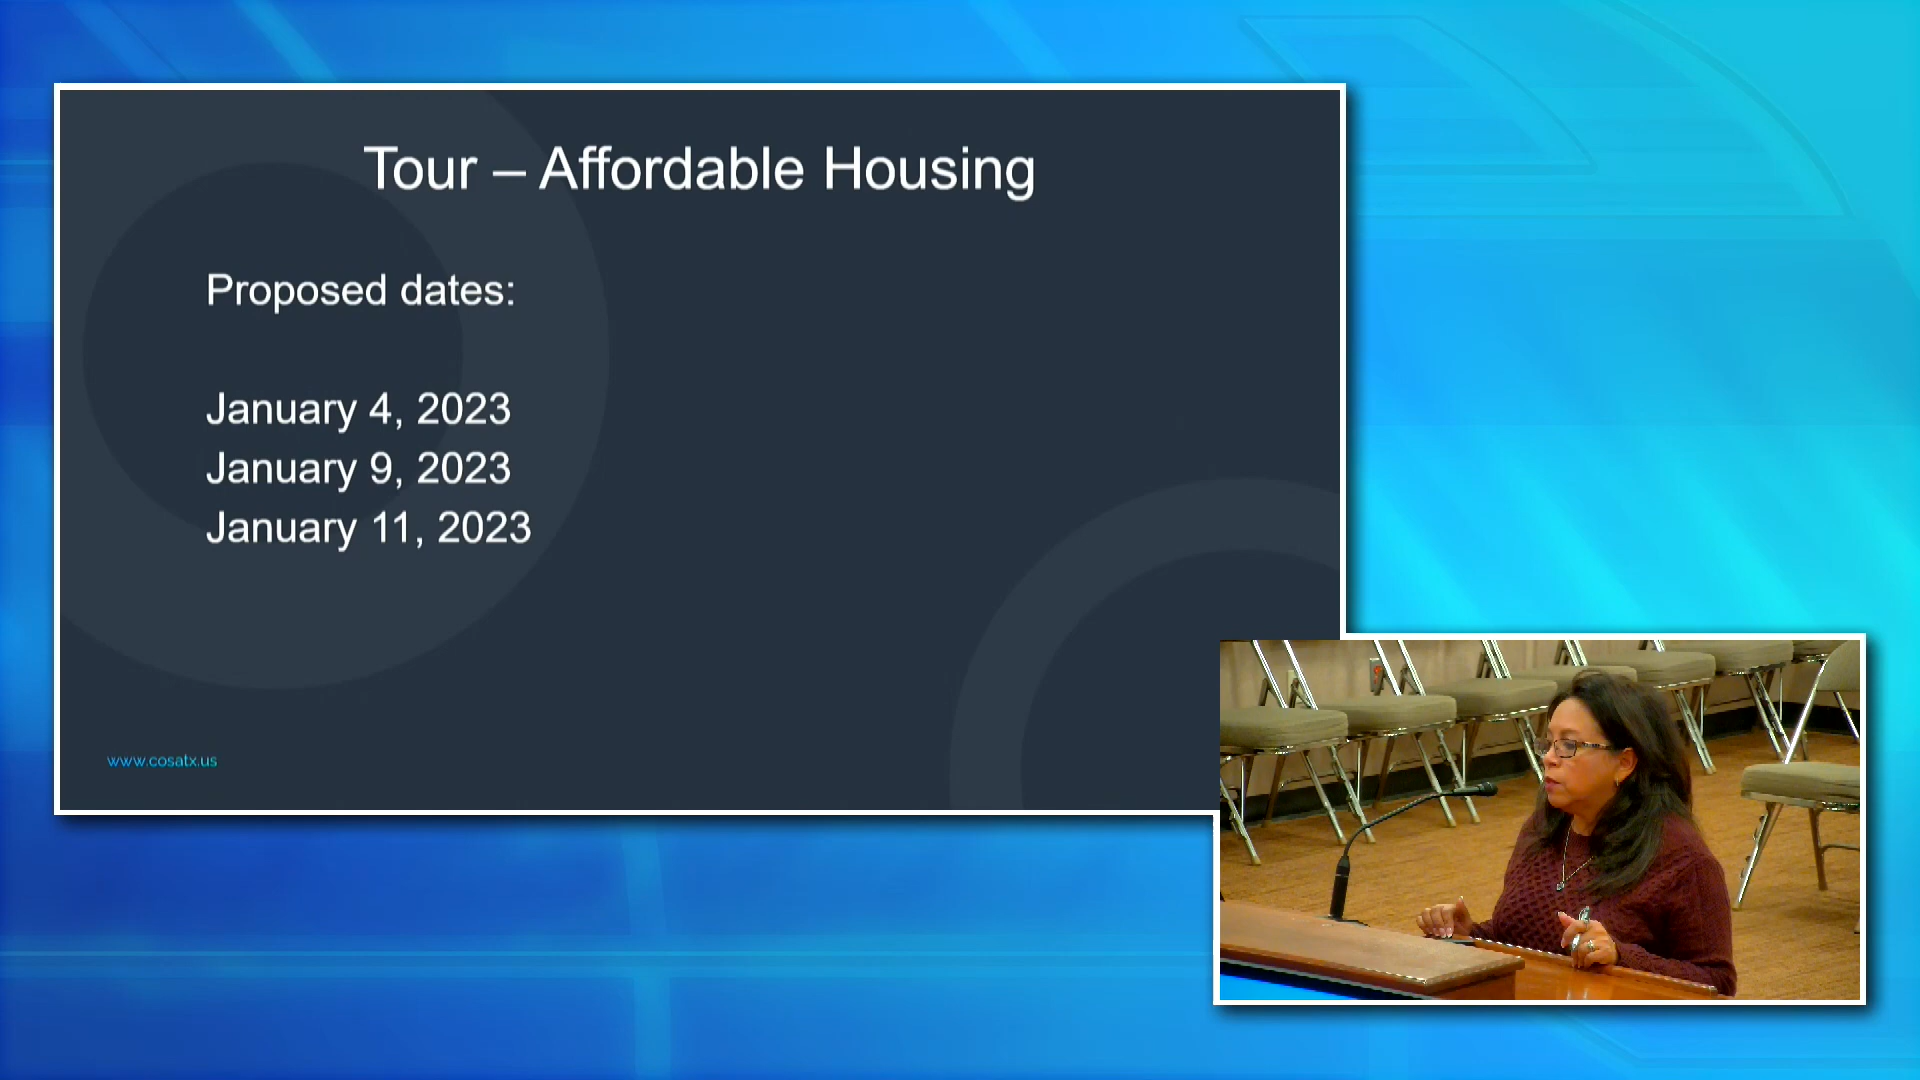 Tour – Affordable Housing
Proposed dates:
January 4, 2023
January 9, 2023
January 11, 2023
www.cosatx.us